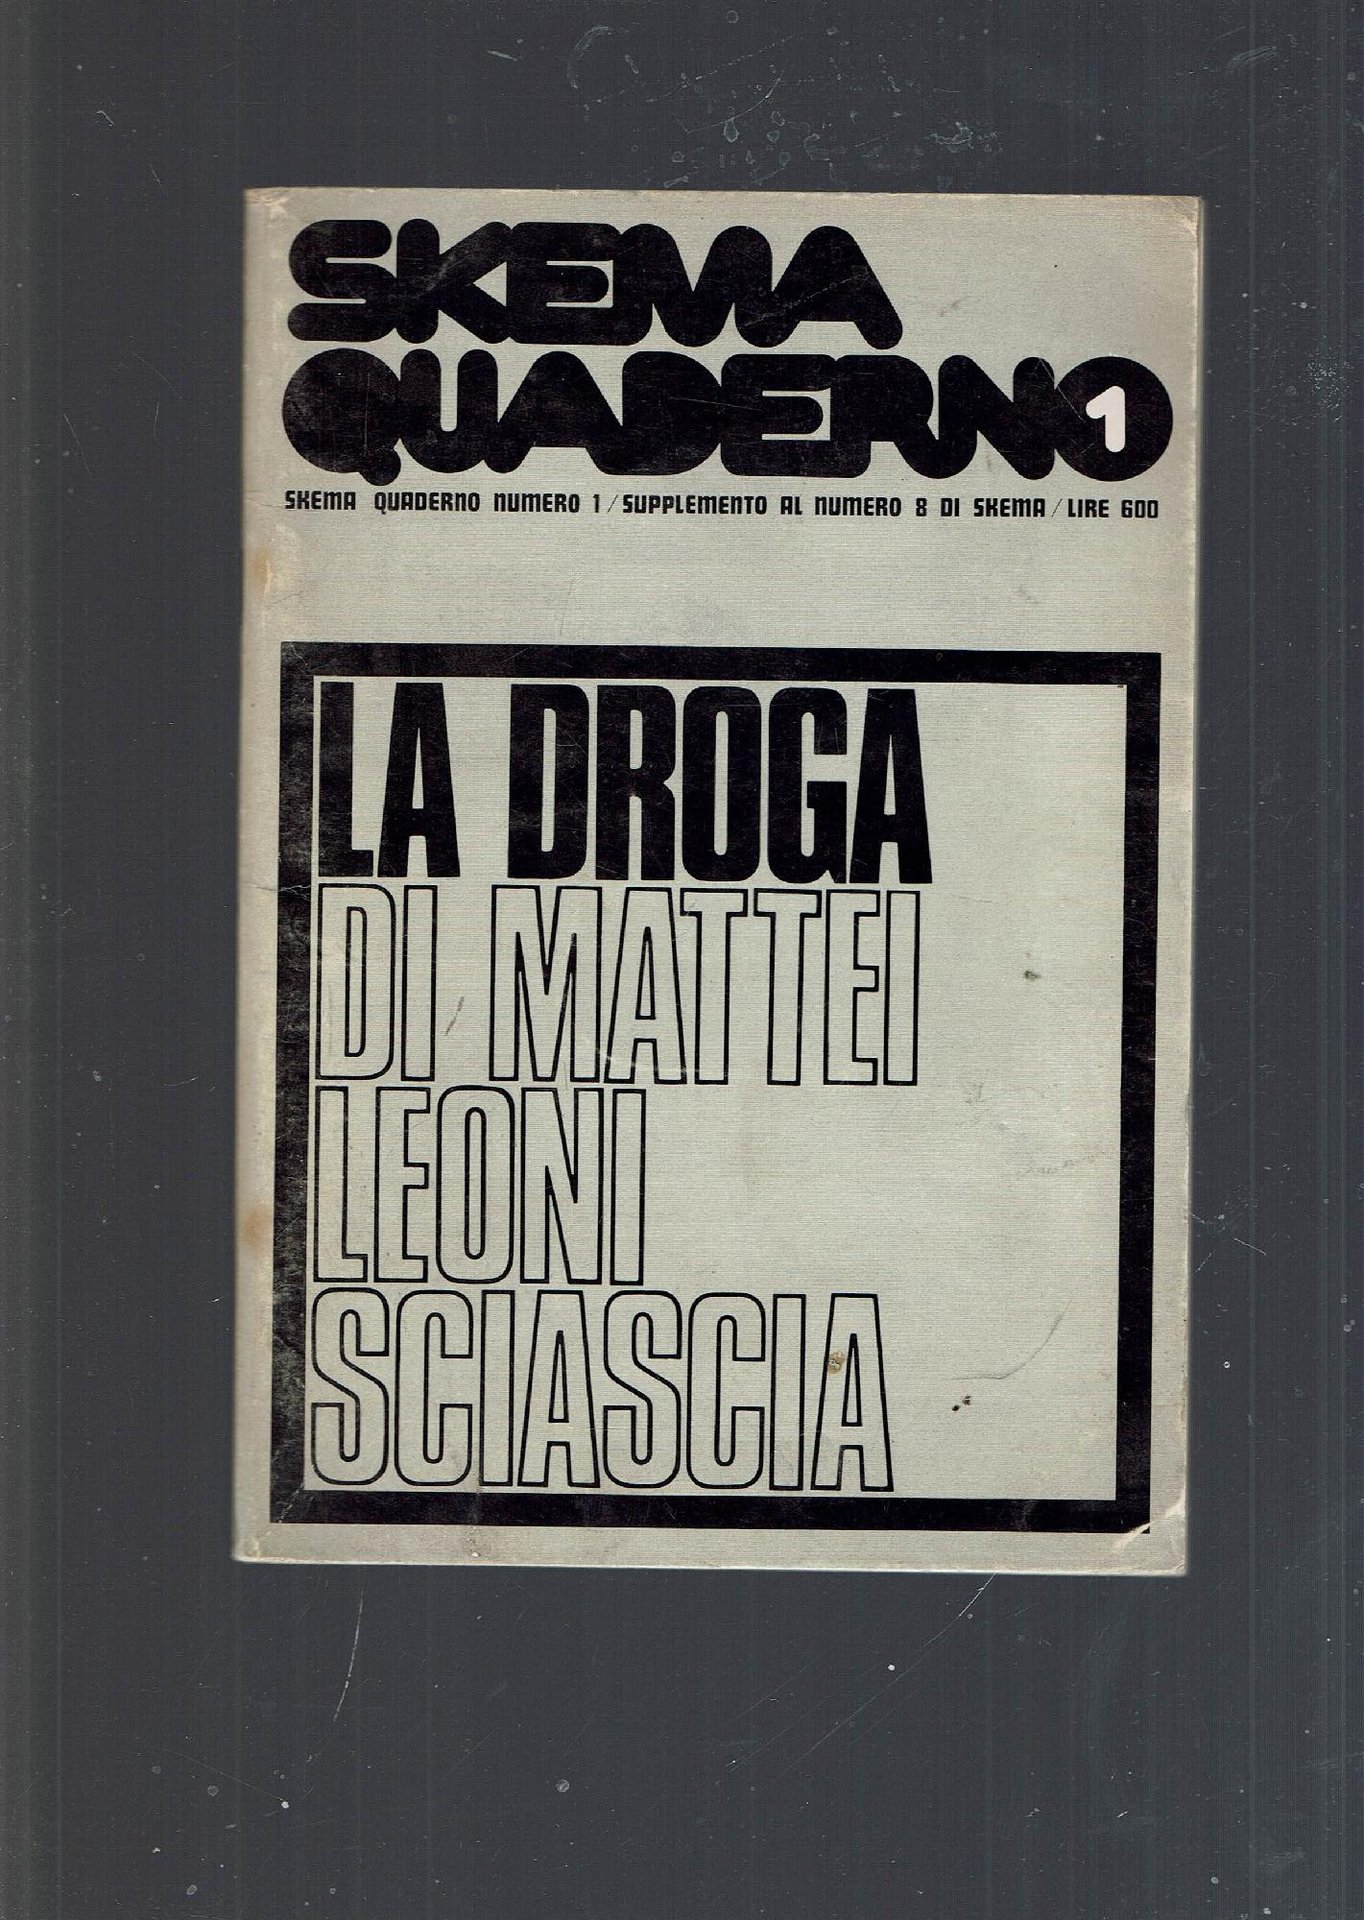 SKEMA
QUADERNO 1
SKEMA QUADERNO NUMERO 1 / SUPPLEMENTO AL NUMERO 8 DI SKEMA / LIRE 600
LA DROGA
DI MATTEI
LEONI
SCIASCIA